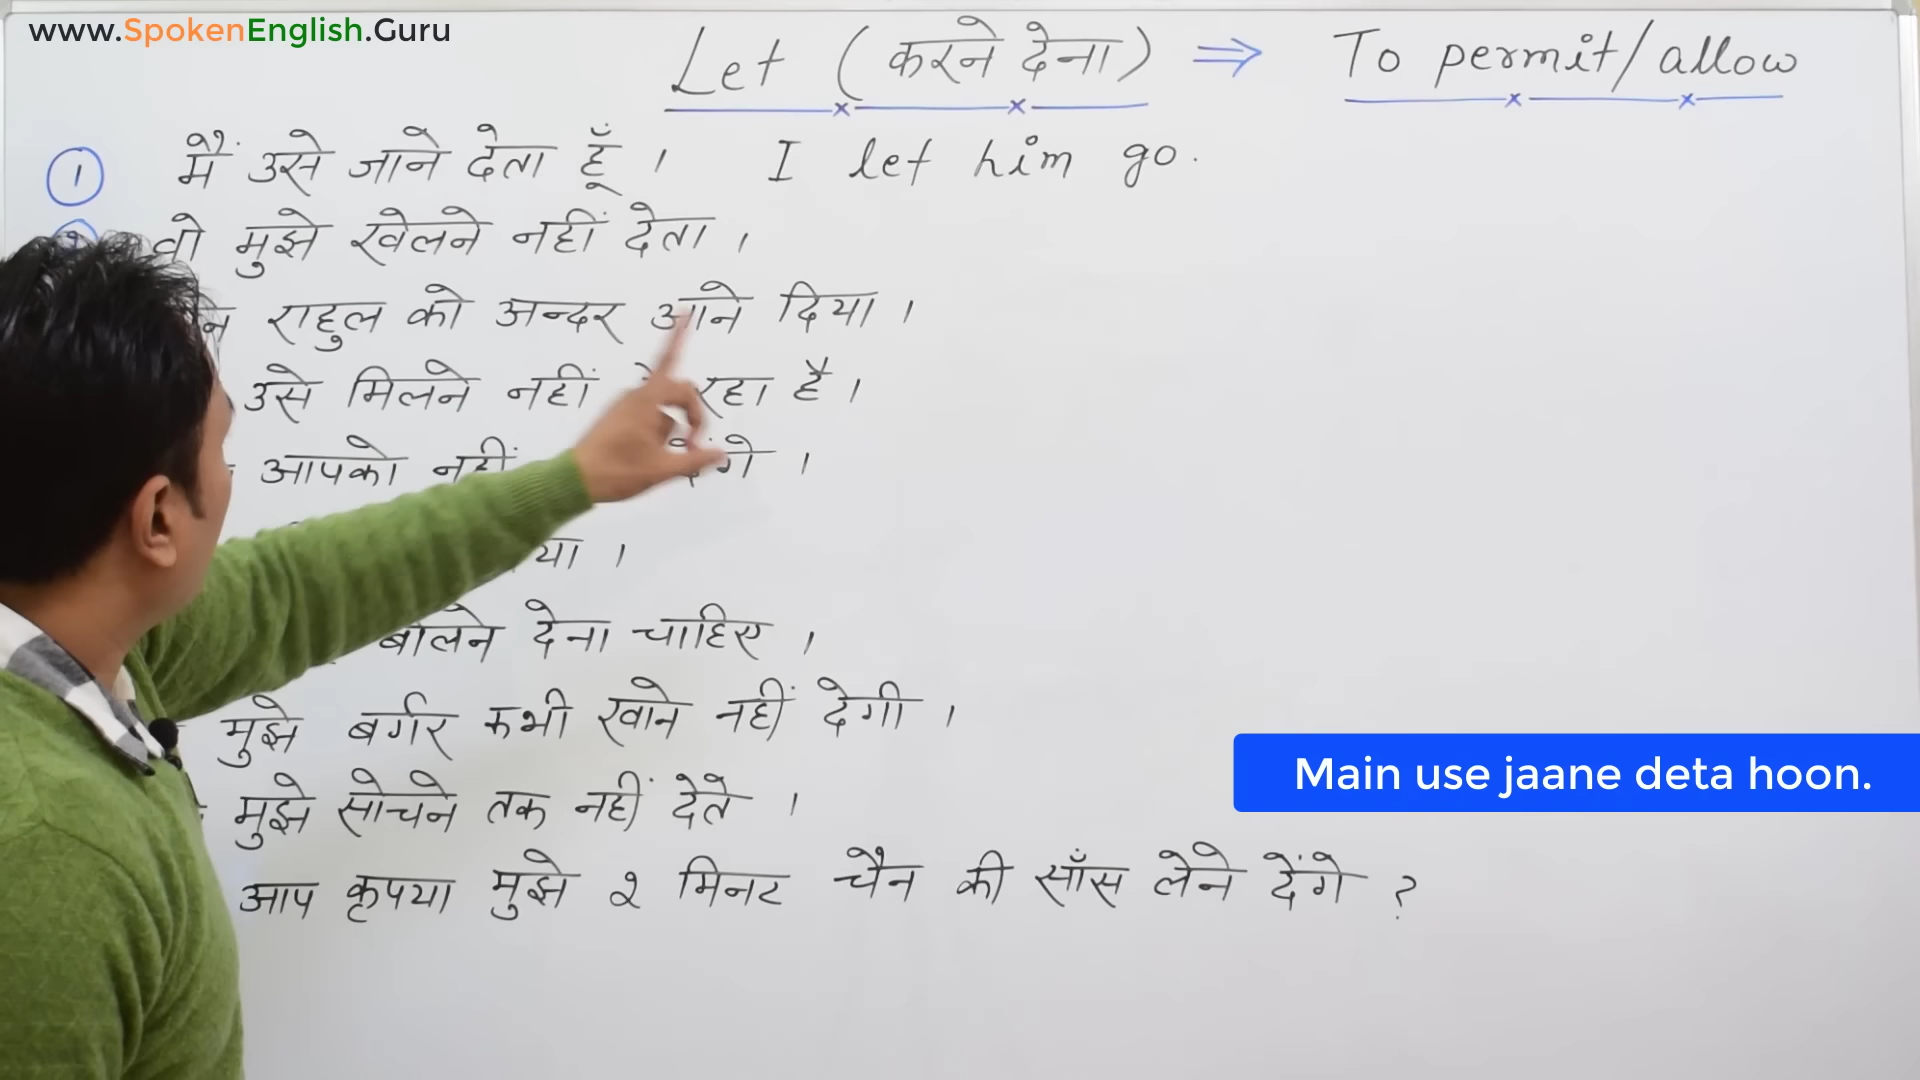 www.SpokenEnglish.Guru
Let (करने देना) ⇒ To permit/allow
1 मैं उसे जाने देता हूँ । I let him go.
वो मुझे खेलने नहीं देता ।
राहुल को अन्दर आने दिया ।
उसे मिलने नहीं रहा है ।
आपको नहीं
बोलने देना चाहिए ।
मुझे बर्गर कभी खाने नहीं देगी ।
Main use jaane deta hoon.
मुझे सोचने तक नहीं देते ।
आप कृपया मुझे २ मिनट चैन की साँस लेने देंगे ?